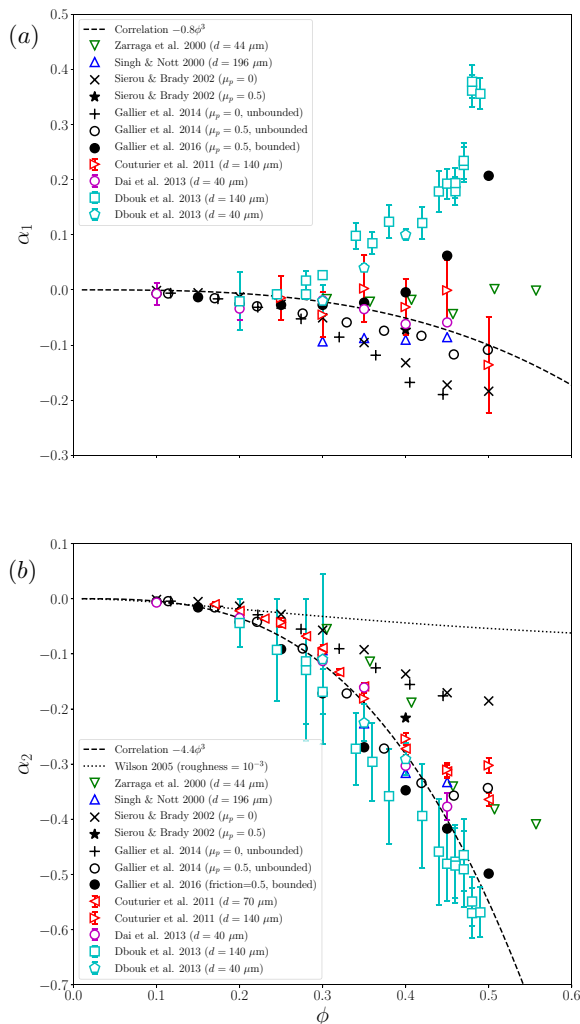 (a)
0.5
0.4
0.3
0.2
0.1
0.0
−0.1
−0.2
−0.3
α₁
Correlation −0.8ϕ³
Zarraga et al. 2000 (d = 44 μm)
Singh & Nott 2000 (d = 196 μm)
Sierou & Brady 2002 (μₚ = 0)
Sierou & Brady 2002 (μₚ = 0.5)
Gallier et al. 2014 (μₚ = 0, unbounded)
Gallier et al. 2014 (μₚ = 0.5, unbounded
Gallier et al. 2016 (μₚ = 0.5, bounded)
Couturier et al. 2011 (d = 140 μm)
Dai et al. 2013 (d = 40 μm)
Dbouk et al. 2013 (d = 140 μm)
Dbouk et al. 2013 (d = 40 μm)
(b)
0.1
0.0
−0.1
−0.2
−0.3
−0.4
−0.5
−0.6
−0.7
α₂
Correlation −4.4ϕ³
Wilson 2005 (roughness = 10⁻³)
Zarraga et al. 2000 (d = 44 μm)
Singh & Nott 2000 (d = 196 μm)
Sierou & Brady 2002 (μₚ = 0)
Sierou & Brady 2002 (μₚ = 0.5)
Gallier et al. 2014 (μₚ = 0, unbounded)
Gallier et al. 2014 (μₚ = 0.5, unbounded)
Gallier et al. 2016 (friction=0.5, bounded)
Couturier et al. 2011 (d = 70 μm)
Couturier et al. 2011 (d = 140 μm)
Dai et al. 2013 (d = 40 μm)
Dbouk et al. 2013 (d = 140 μm)
Dbouk et al. 2013 (d = 40 μm)
0.0 0.1 0.2 0.3 0.4 0.5 0.6
ϕ